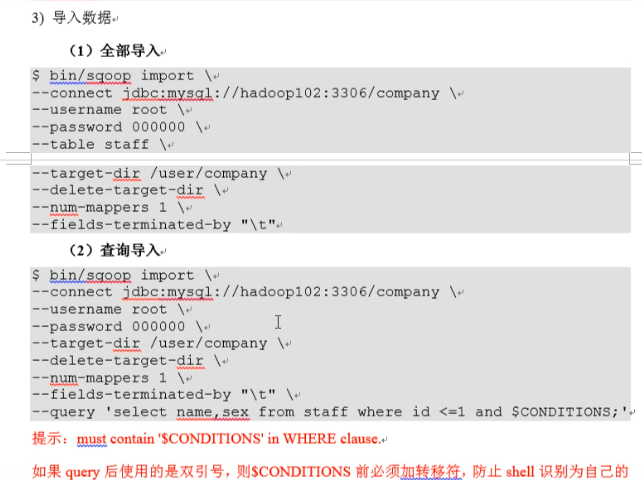 3) 导入数据
（1）全部导入
$ bin/sqoop import \
--connect jdbc:mysql://hadoop102:3306/company \
--username root \
--password 000000 \
--table staff \
--target-dir /user/company \
--delete-target-dir \
--num-mappers 1 \
--fields-terminated-by "\t"
（2）查询导入
$ bin/sqoop import \
--connect jdbc:mysql://hadoop102:3306/company \
--username root \
--password 000000 \
--target-dir /user/company \
--delete-target-dir \
--num-mappers 1 \
--fields-terminated-by "\t" \
--query 'select name,sex from staff where id <=1 and $CONDITIONS;'
提示：must contain '$CONDITIONS' in WHERE clause.
如果 query 后使用的是双引号，则$CONDITIONS 前必须加转移符，防止 shell 识别为自己的